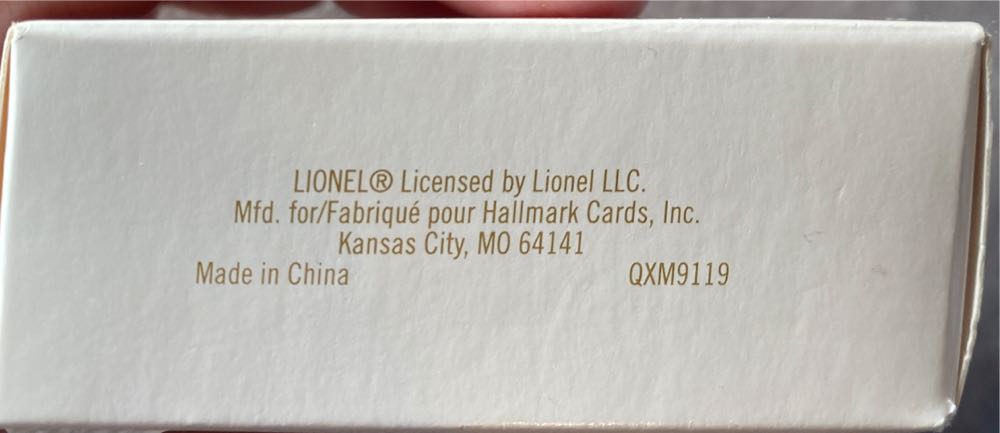 LIONEL® Licensed by Lionel LLC.
Mfd. for/Fabriqué pour Hallmark Cards, Inc.
Kansas City, MO 64141
Made in China QXM9119